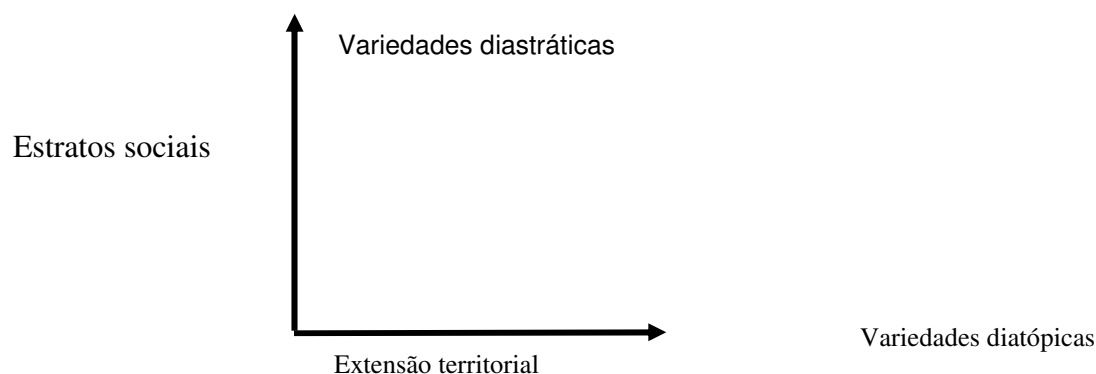 Variedades diastráticas
Estratos sociais
Variedades diatópicas
Extensão territorial